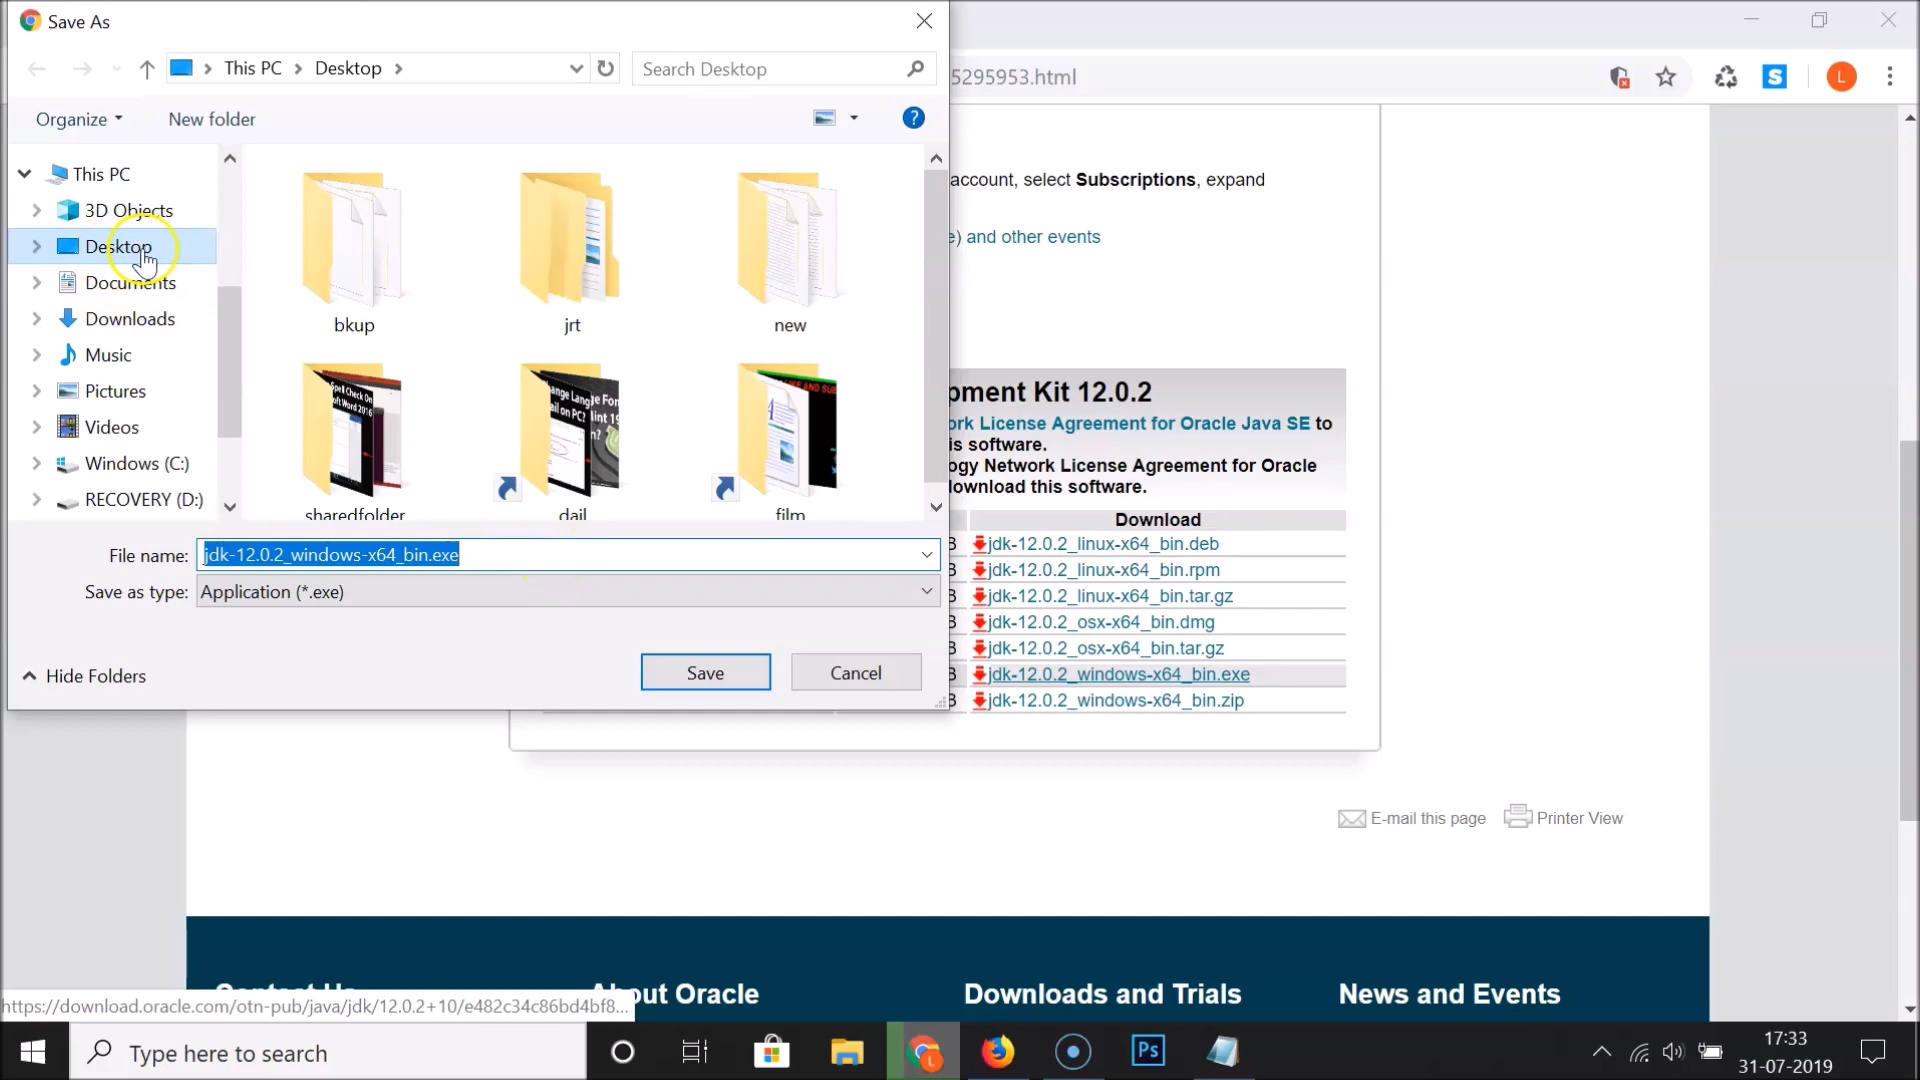 Save As
This PC
Desktop
Search Desktop
5295953.html
L
Organize
New folder
?
This PC
3D Objects
Desktop
Documents
Downloads
Music
Pictures
Videos
Windows (C:)
RECOVERY (D:)
bkup
jrt
new
sharedfolder
dail
film
File name:
jdk-12.0.2_windows-x64_bin.exe
Save as type:
Application (*.exe)
Hide Folders
Save
Cancel
account, select Subscriptions, expand
e) and other events
pment Kit 12.0.2
ork License Agreement for Oracle Java SE to
is software.
ogy Network License Agreement for Oracle
download this software.
Download
jdk-12.0.2_linux-x64_bin.deb
jdk-12.0.2_linux-x64_bin.rpm
jdk-12.0.2_linux-x64_bin.tar.gz
jdk-12.0.2_osx-x64_bin.dmg
jdk-12.0.2_osx-x64_bin.tar.gz
jdk-12.0.2_windows-x64_bin.exe
jdk-12.0.2_windows-x64_bin.zip
E-mail this page
Printer View
Contact Us
About Oracle
Downloads and Trials
News and Events
https://download.oracle.com/otn-pub/java/jdk/12.0.2+10/e482c34c86bd4bf8...
Type here to search
Ps
17:33
31-07-2019